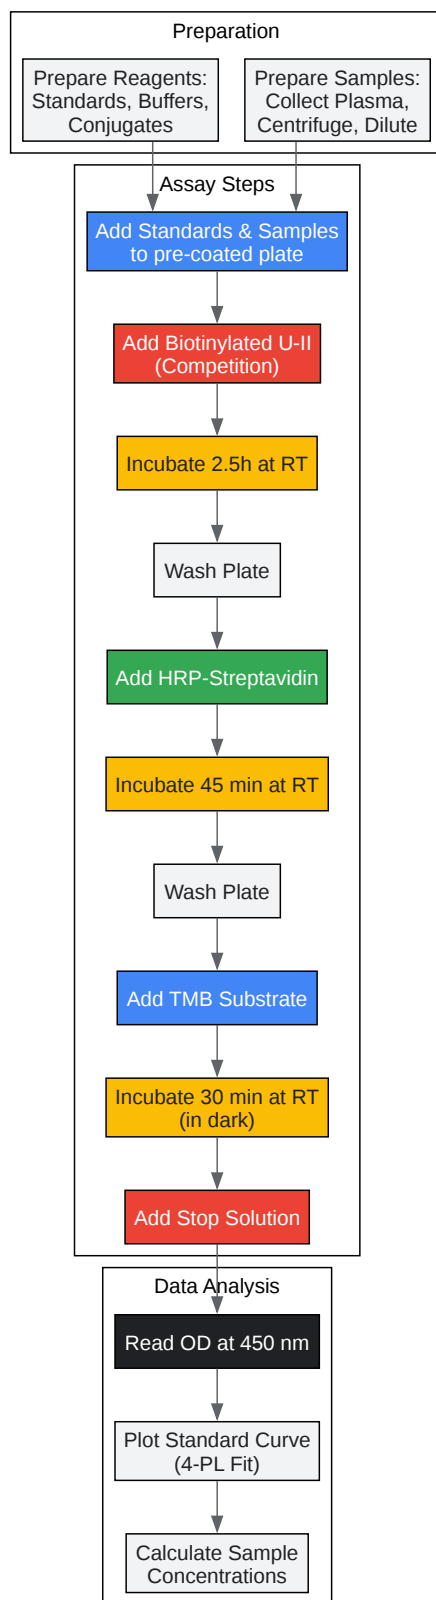 Preparation
Prepare Reagents:
Standards, Buffers,
Conjugates
Prepare Samples:
Collect Plasma,
Centrifuge, Dilute
Assay Steps
Add Standards & Samples
to pre-coated plate
Add Biotinylated U-II
(Competition)
Incubate 2.5h at RT
Wash Plate
Add HRP-Streptavidin
Incubate 45 min at RT
Wash Plate
Add TMB Substrate
Incubate 30 min at RT
(in dark)
Add Stop Solution
Data Analysis
Read OD at 450 nm
Plot Standard Curve
(4-PL Fit)
Calculate Sample
Concentrations